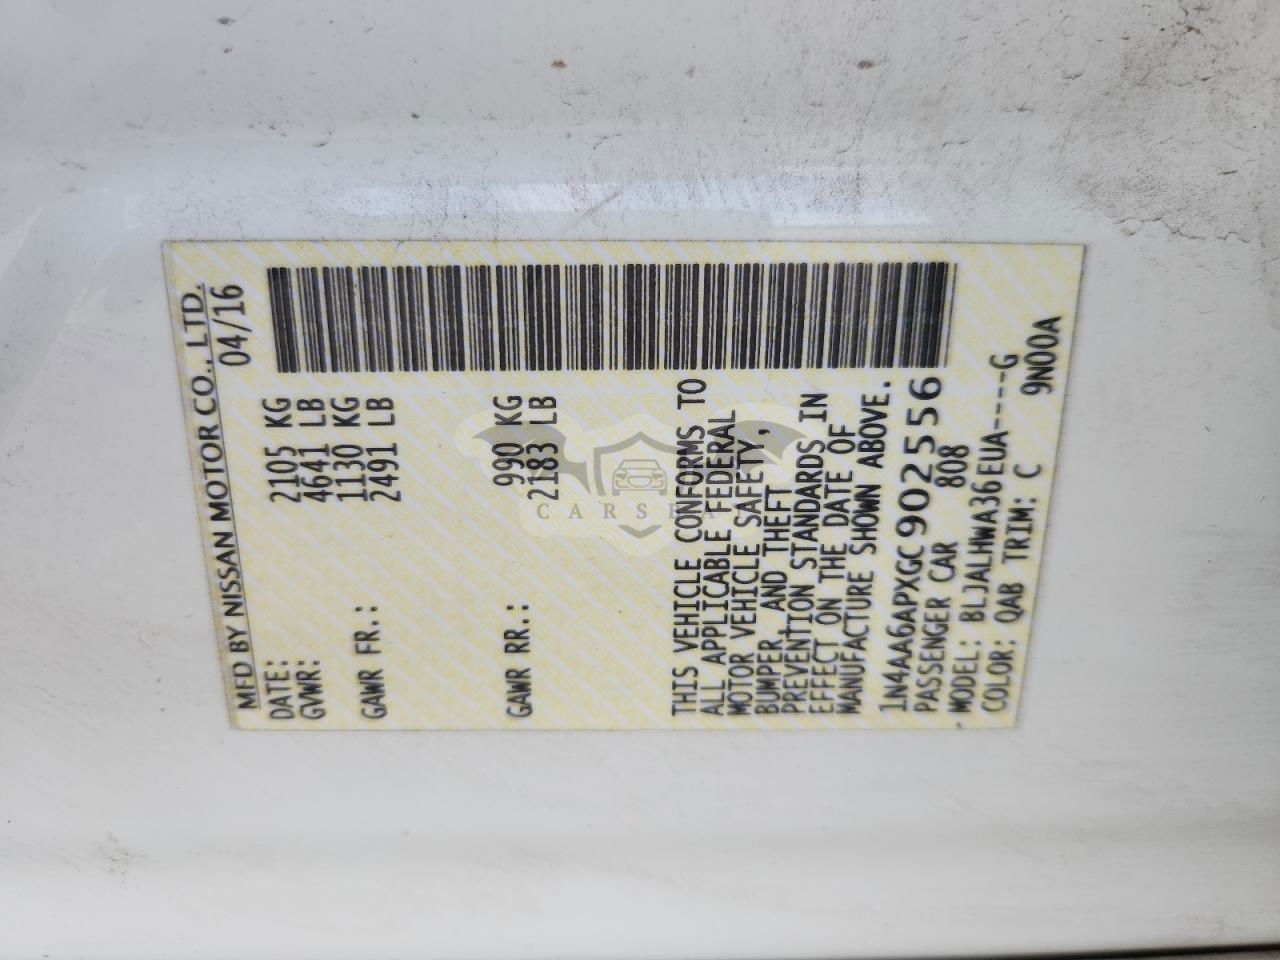 MFD BY NISSAN MOTOR CO., LTD.
DATE: 04/16
GVWR: 2105 KG
4641 LB
GAWR FR.: 1130 KG
2491 LB
GAWR RR.: 990 KG
2183 LB
THIS VEHICLE CONFORMS TO
ALL APPLICABLE FEDERAL
MOTOR VEHICLE SAFETY,
BUMPER, AND THEFT
PREVENTION STANDARDS IN
EFFECT ON THE DATE OF
MANUFACTURE SHOWN ABOVE.
1N4AA6APXGC902556
PASSENGER CAR 808
MODEL: BLJALHWA36EUA----G
COLOR: QAB TRIM: C 9N00A